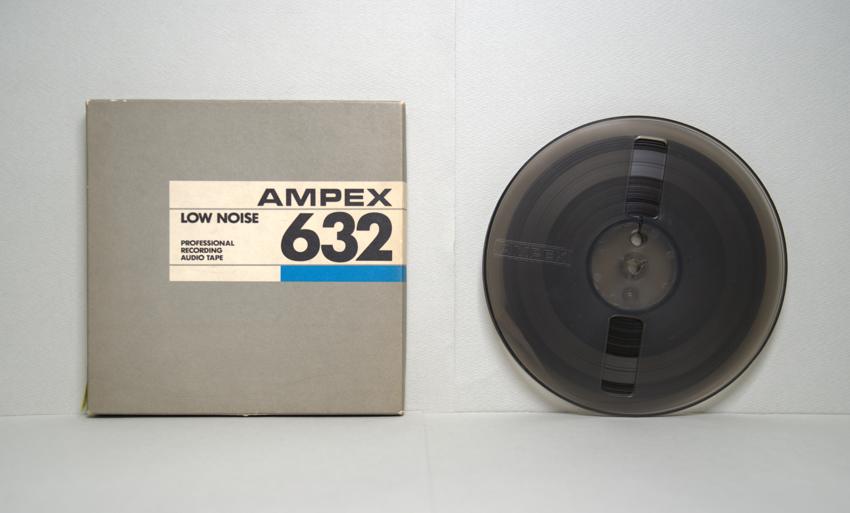 AMPEX
LOW NOISE
632
PROFESSIONAL
RECORDING
AUDIO TAPE
AMPEX